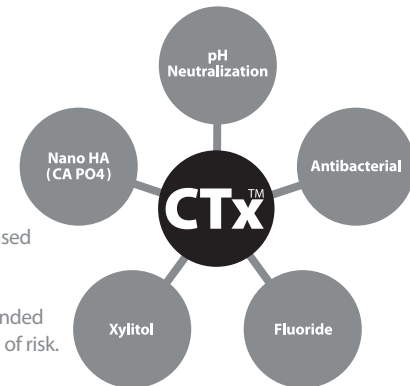 pH
Neutralization
Nano HA
(CA PO4)
Antibacterial
CTx™
sed
nded
of risk.
Xylitol
Fluoride